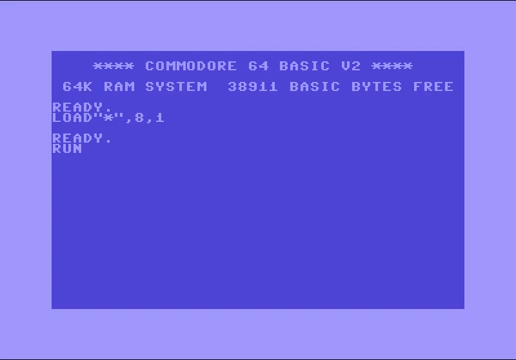 **** COMMODORE 64 BASIC V2 ****
64K RAM SYSTEM  38911 BASIC BYTES FREE
READY.
LOAD"*",8,1
READY.
RUN